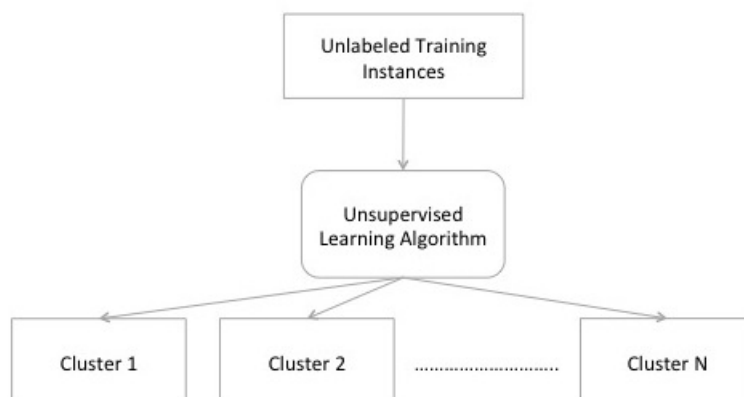 Unlabeled Training
Instances
Unsupervised
Learning Algorithm
Cluster 1
Cluster 2
..............................
Cluster N